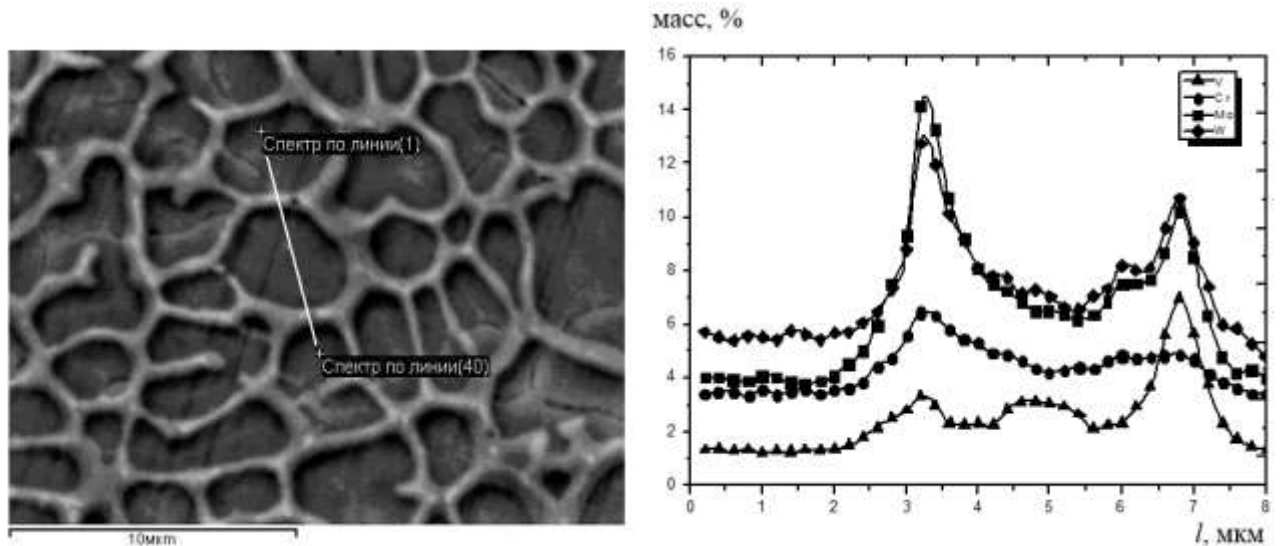 масс, %
Спектр по линии(1)
Спектр по линии(40)
10мкм
16
14
12
10
8
6
4
2
0
0 1 2 3 4 5 6 7 8
V
Cr
Mo
W
l, мкм